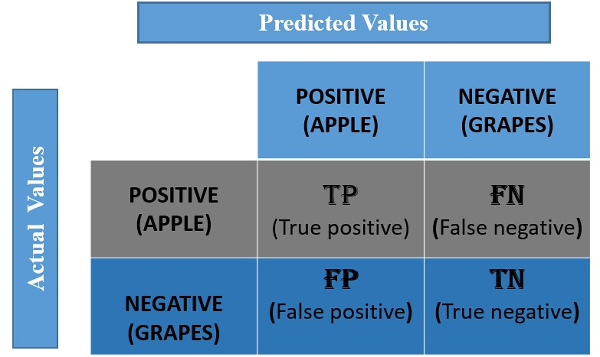 Predicted Values
Actual Values
POSITIVE
(APPLE)
NEGATIVE
(GRAPES)
POSITIVE
(APPLE)
TP
(True positive)
FN
(False negative)
NEGATIVE
(GRAPES)
FP
(False positive)
TN
(True negative)